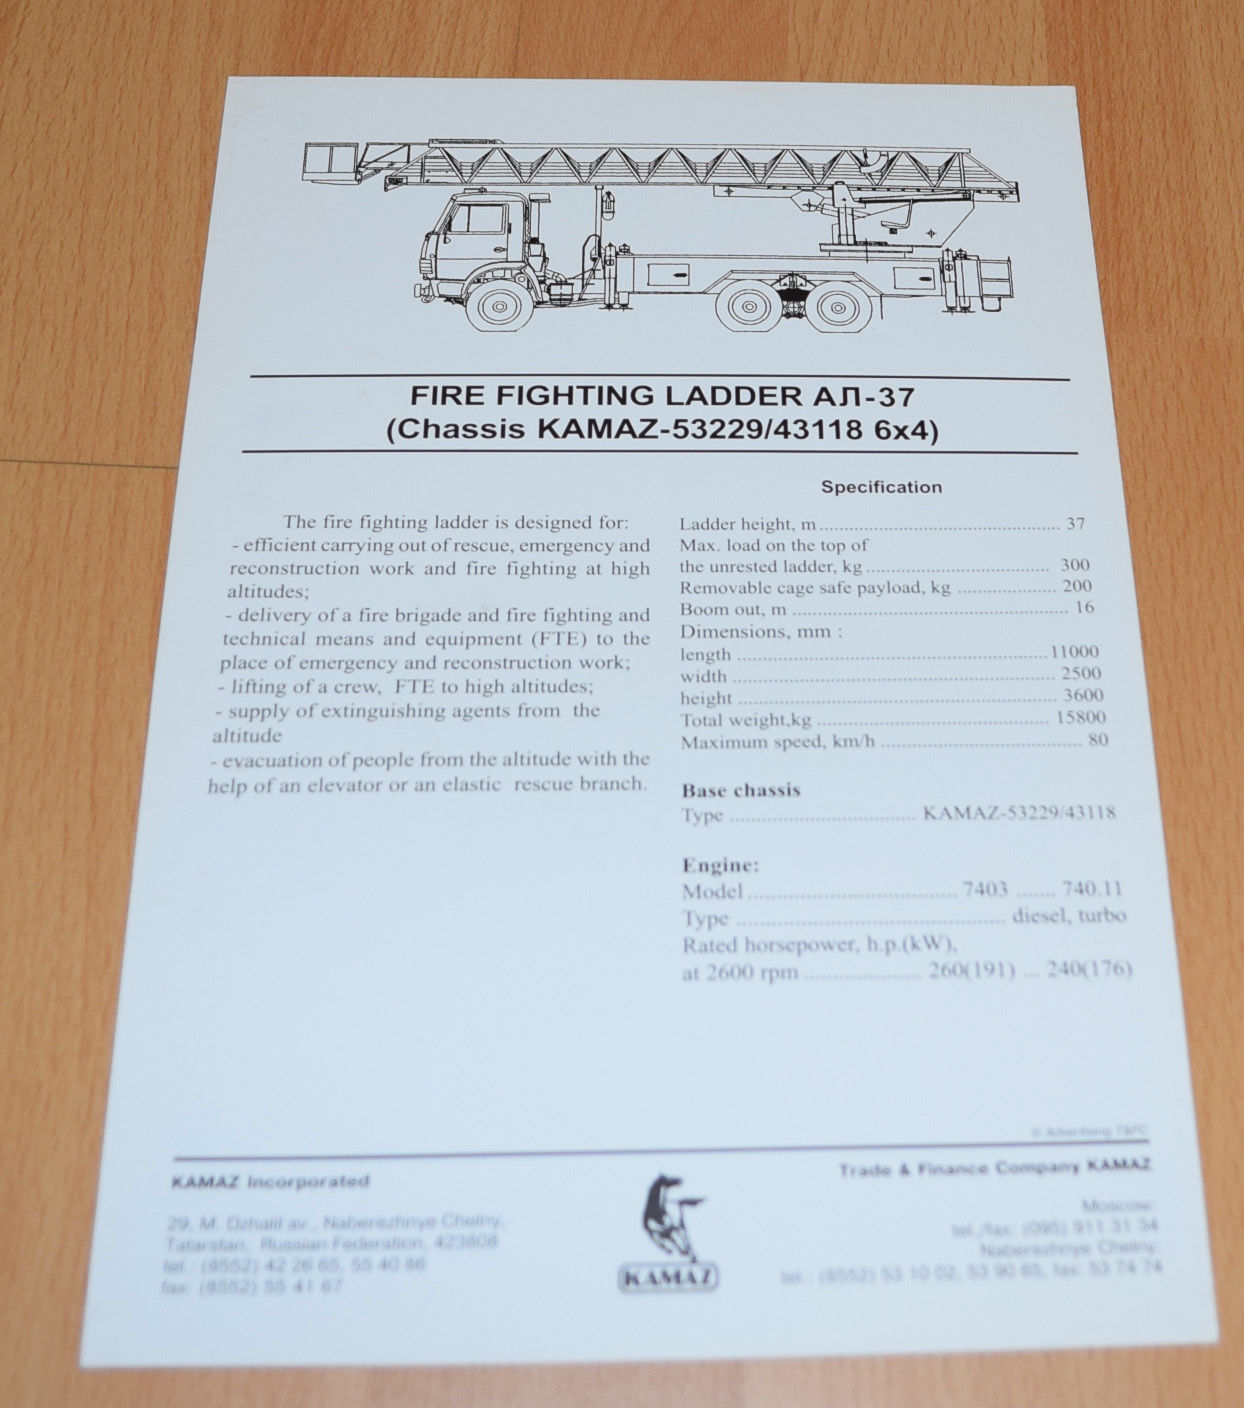 FIRE FIGHTING LADDER АЛ-37
(Chassis KAMAZ-53229/43118 6x4)
The fire fighting ladder is designed for:
- efficient carrying out of rescue, emergency and
reconstruction work and fire fighting at high
altitudes;
- delivery of a fire brigade and fire fighting and
technical means and equipment (FTE) to the
place of emergency and reconstruction work;
- lifting of a crew, FTE to high altitudes;
- supply of extinguishing agents from the
altitude
- evacuation of people from the altitude with the
help of an elevator or an elastic rescue branch.
Specification
Ladder height, m ........ 37
Max. load on the top of
the unrested ladder, kg ........ 300
Removable cage safe payload, kg ........ 200
Boom out, m ........ 16
Dimensions, mm :
length ........ 11000
width ........ 2500
height ........ 3600
Total weight,kg ........ 15800
Maximum speed, km/h ........ 80
Base chassis
Type ........ KAMAZ-53229/43118
Engine:
Model ........ 7403 ....... 740.11
Type ........ diesel, turbo
Rated horsepower, h.p.(kW),
at 2600 rpm ........ 260(191) ... 240(176)
© Advertising T&FC
KAMAZ Incorporated
29, M. Dzhalil av., Naberezhnye Chelny,
Tatarstan, Russian Federation, 423808
tel.: (8552) 42 26 65, 55 40 86
fax: (8552) 55 41 67
KAMAZ
Trade & Finance Company KAMAZ
Moscow:
tel./fax: (095) 911 31 34
Naberezhnye Chelny:
tel.: (8552) 53 10 02, 53 90 65, fax: 53 74 74